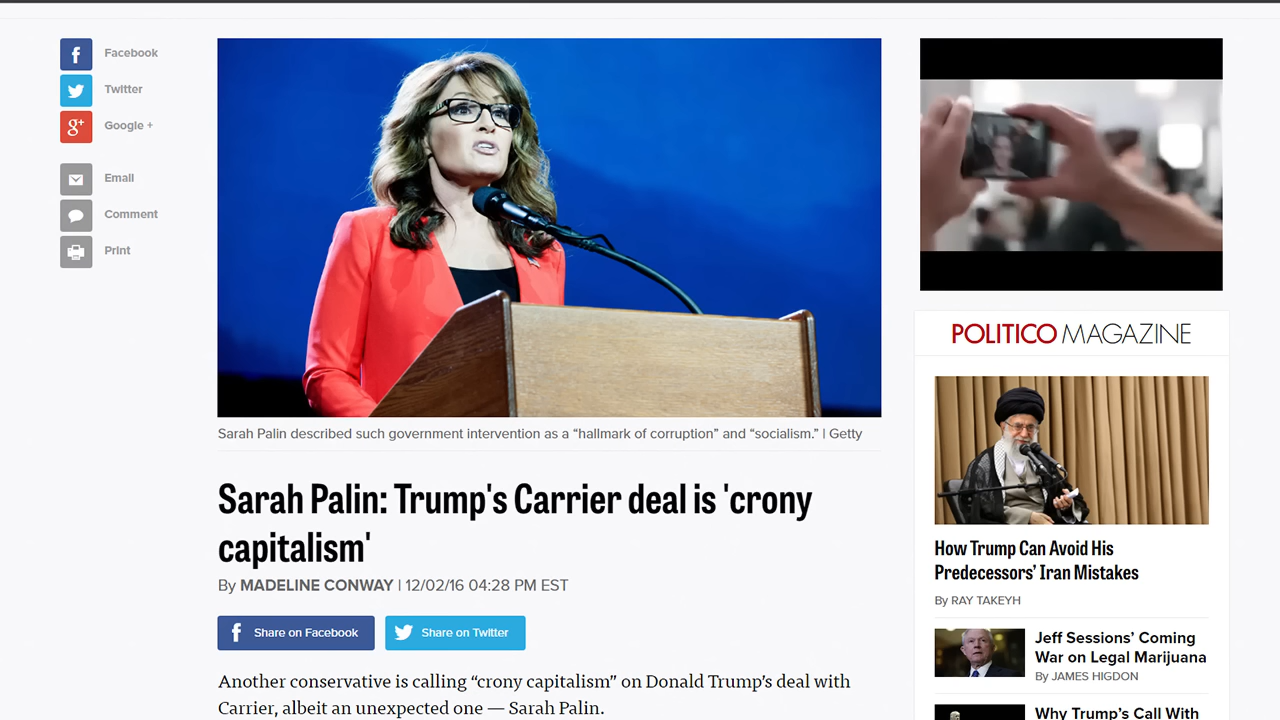 Facebook
Twitter
Google +
Email
Comment
Print
Sarah Palin described such government intervention as a “hallmark of corruption” and “socialism.” | Getty
Sarah Palin: Trump's Carrier deal is 'crony
capitalism'
By MADELINE CONWAY | 12/02/16 04:28 PM EST
Share on Facebook
Share on Twitter
Another conservative is calling “crony capitalism” on Donald Trump’s deal with
Carrier, albeit an unexpected one — Sarah Palin.
POLITICO MAGAZINE
How Trump Can Avoid His
Predecessors’ Iran Mistakes
By RAY TAKEYH
Jeff Sessions’ Coming
War on Legal Marijuana
By JAMES HIGDON
Why Trump’s Call With